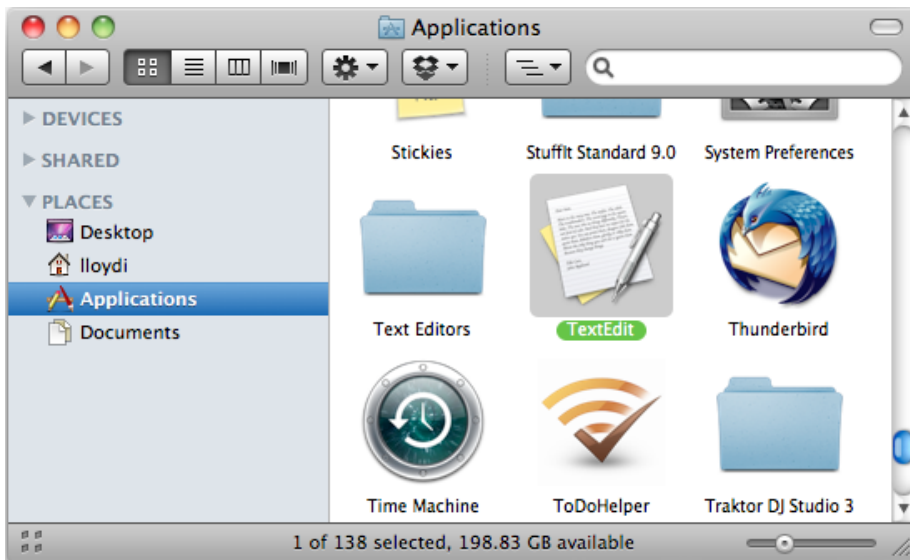 Applications
DEVICES
SHARED
PLACES
Desktop
lloydi
Applications
Documents
Stickies
StuffIt Standard 9.0
System Preferences
Text Editors
TextEdit
Thunderbird
Time Machine
ToDoHelper
Traktor DJ Studio 3
1 of 138 selected, 198.83 GB available